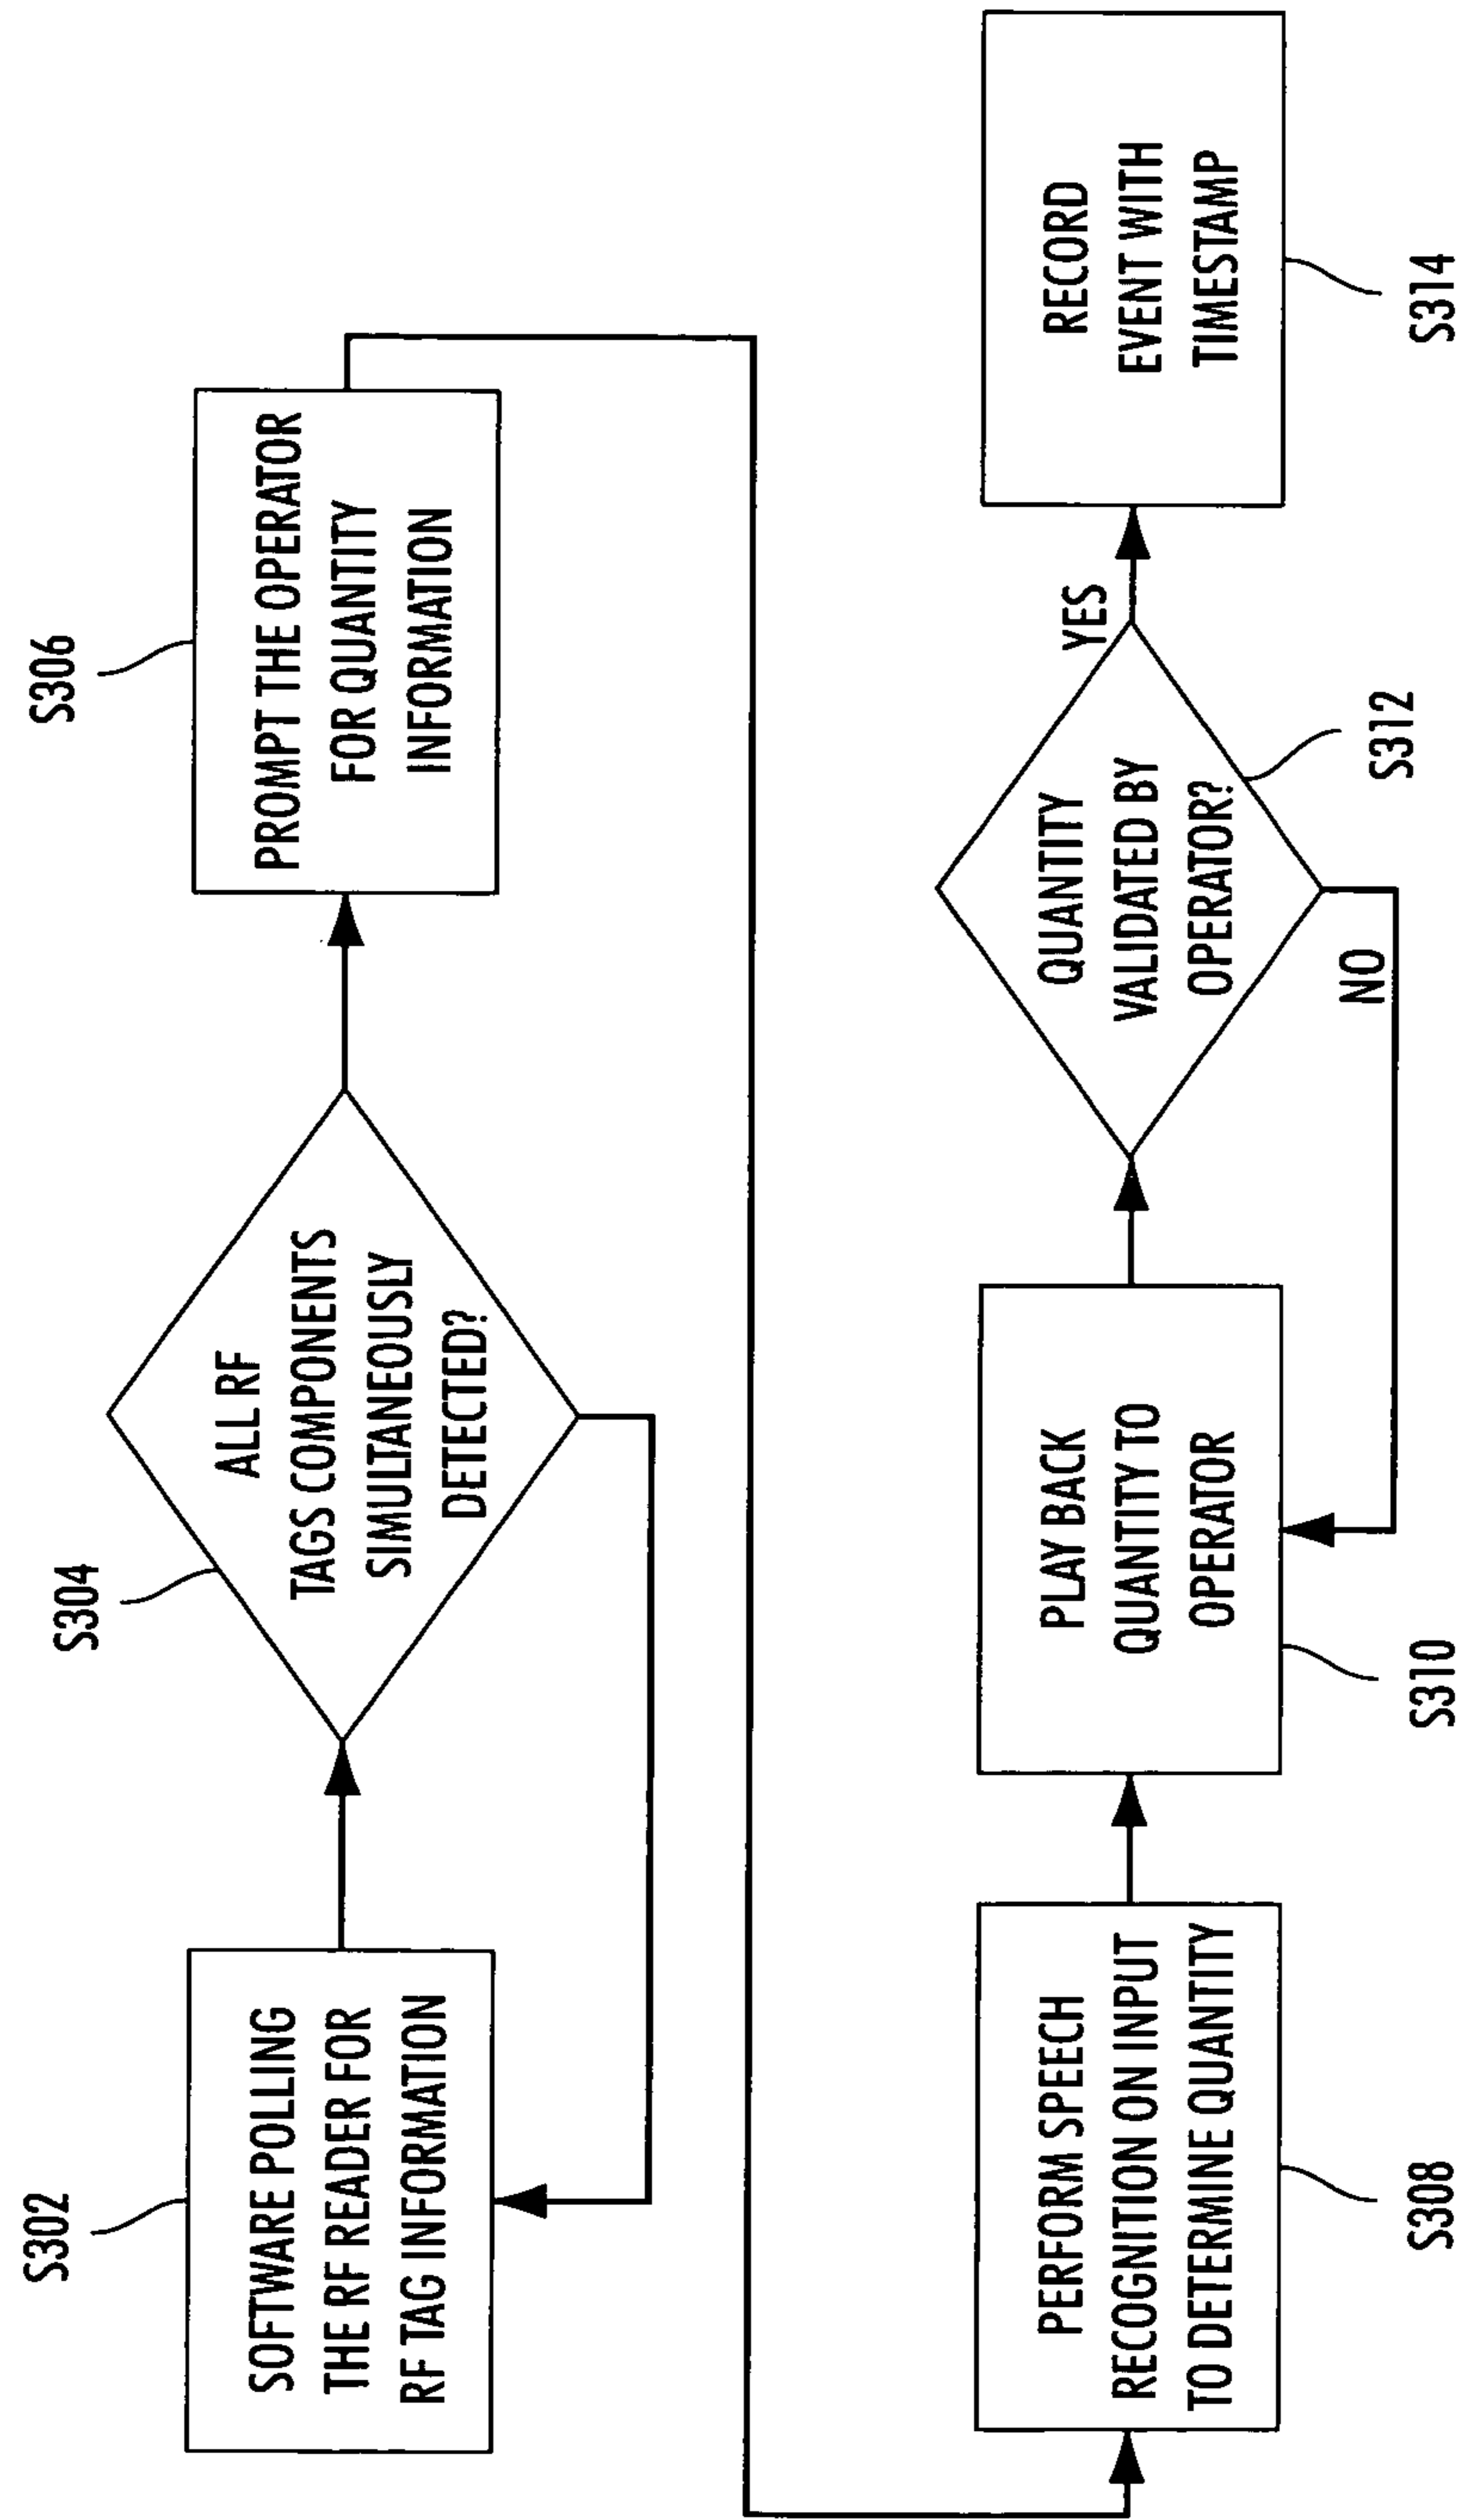 S302
SOFTWARE POLLING
THE RF READER FOR
RF TAG INFORMATION
S304
ALL RF
TAGS COMPONENTS
SIMULTANEOUSLY
DETECTED?
S306
PROMPT THE OPERATOR
FOR QUANTITY
INFORMATION
PERFORM SPEECH
RECOGNITION ON INPUT
TO DETERMINE QUANTITY
S308
PLAY BACK
QUANTITY TO
OPERATOR
S310
QUANTITY
VALIDATED BY
OPERATOR?
S312
YES
NO
RECORD
EVENT WITH
TIMESTAMP
S314